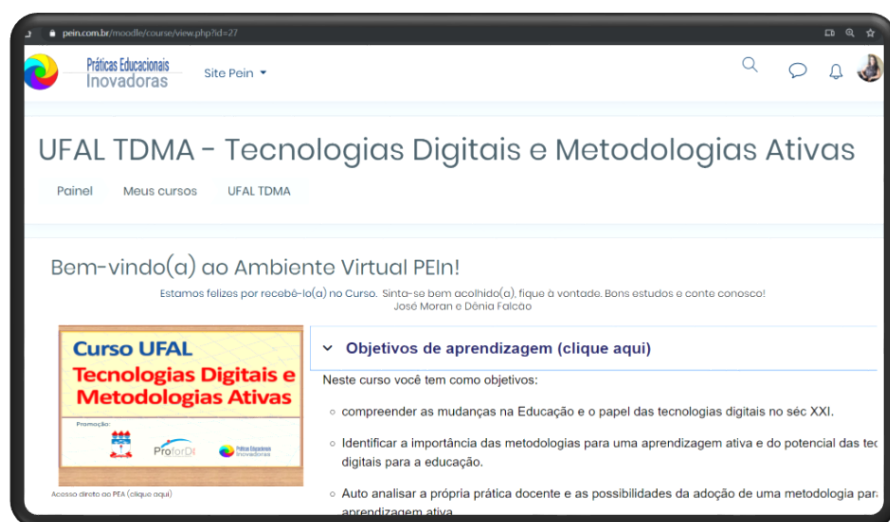 pein.com.br/moodle/course/view.php?id=27
Práticas Educacionais
Inovadoras
Site Pein
UFAL TDMA - Tecnologias Digitais e Metodologias Ativas
Painel Meus cursos UFAL TDMA
Bem-vindo(a) ao Ambiente Virtual PEIn!
Estamos felizes por recebê-lo(a) no Curso. Sinta-se bem acolhido(a), fique à vontade. Bons estudos e conte conosco!
José Moran e Dênia Falcão
Curso UFAL
Tecnologias Digitais e
Metodologias Ativas
Promoção:
Práticas Educacionais
Inovadoras
Acesso direto ao PEA (clique aqui)
Objetivos de aprendizagem (clique aqui)
Neste curso você tem como objetivos:
compreender as mudanças na Educação e o papel das tecnologias digitais no séc XXI.
Identificar a importância das metodologias para uma aprendizagem ativa e do potencial das tec
digitais para a educação.
Auto analisar a própria prática docente e as possibilidades da adoção de uma metodologia par
aprendizagem ativa